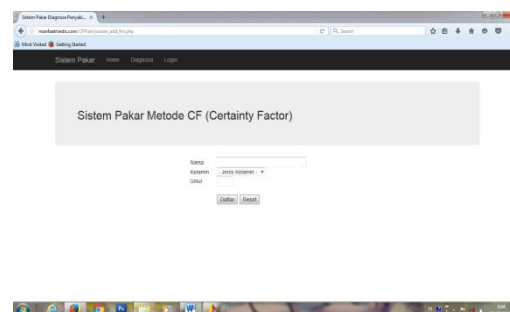 Sistem Pakar Diagnosa Penyaki...
Search
Most Visited Getting Started
Sistem Pakar Home Diagnosa Login
Sistem Pakar Metode CF (Certainty Factor)
Nama
Kelamin - Jenis Kelamin -
Umur
Daftar Reset